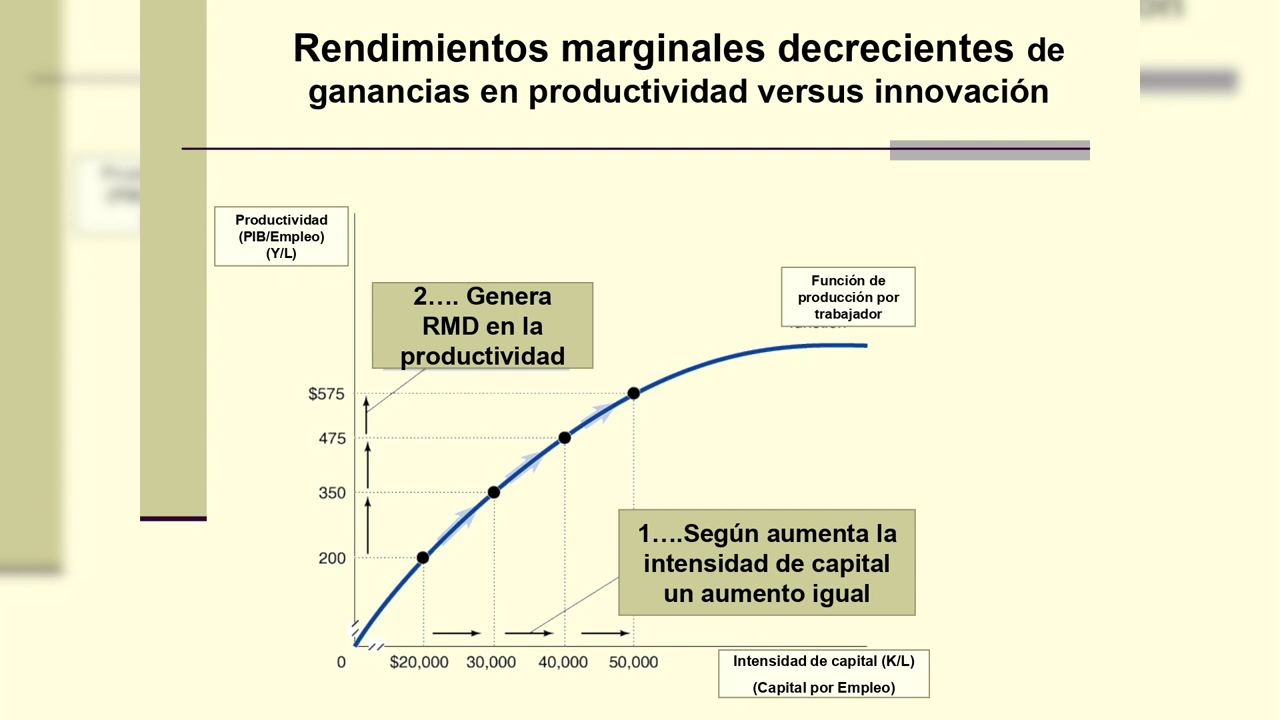 Rendimientos marginales decrecientes de
ganancias en productividad versus innovación
Productividad
(PIB/Empleo)
(Y/L)
2…. Genera
RMD en la
productividad
Función de
producción por
trabajador
$575
475
350
200
1….Según aumenta la
intensidad de capital
un aumento igual
0
$20,000
30,000
40,000
50,000
Intensidad de capital (K/L)
(Capital por Empleo)